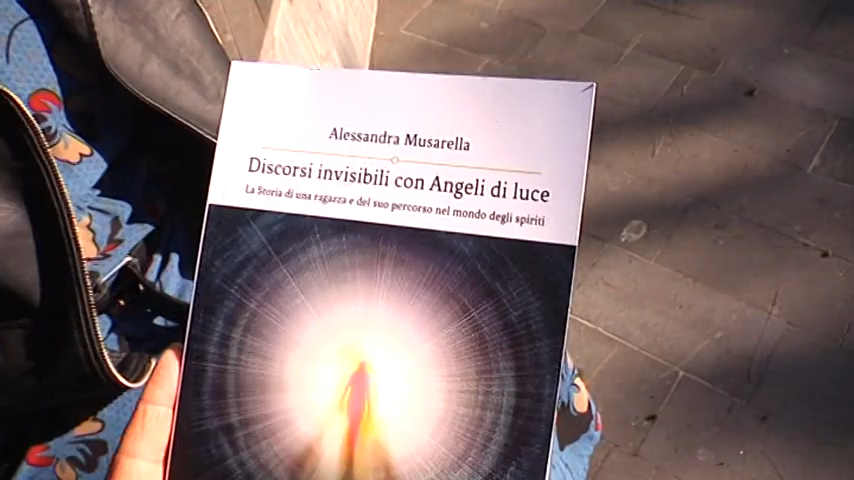 Alessandra Musarella
Discorsi invisibili con Angeli di luce
La Storia di una ragazza e del suo percorso nel mondo degli spiriti